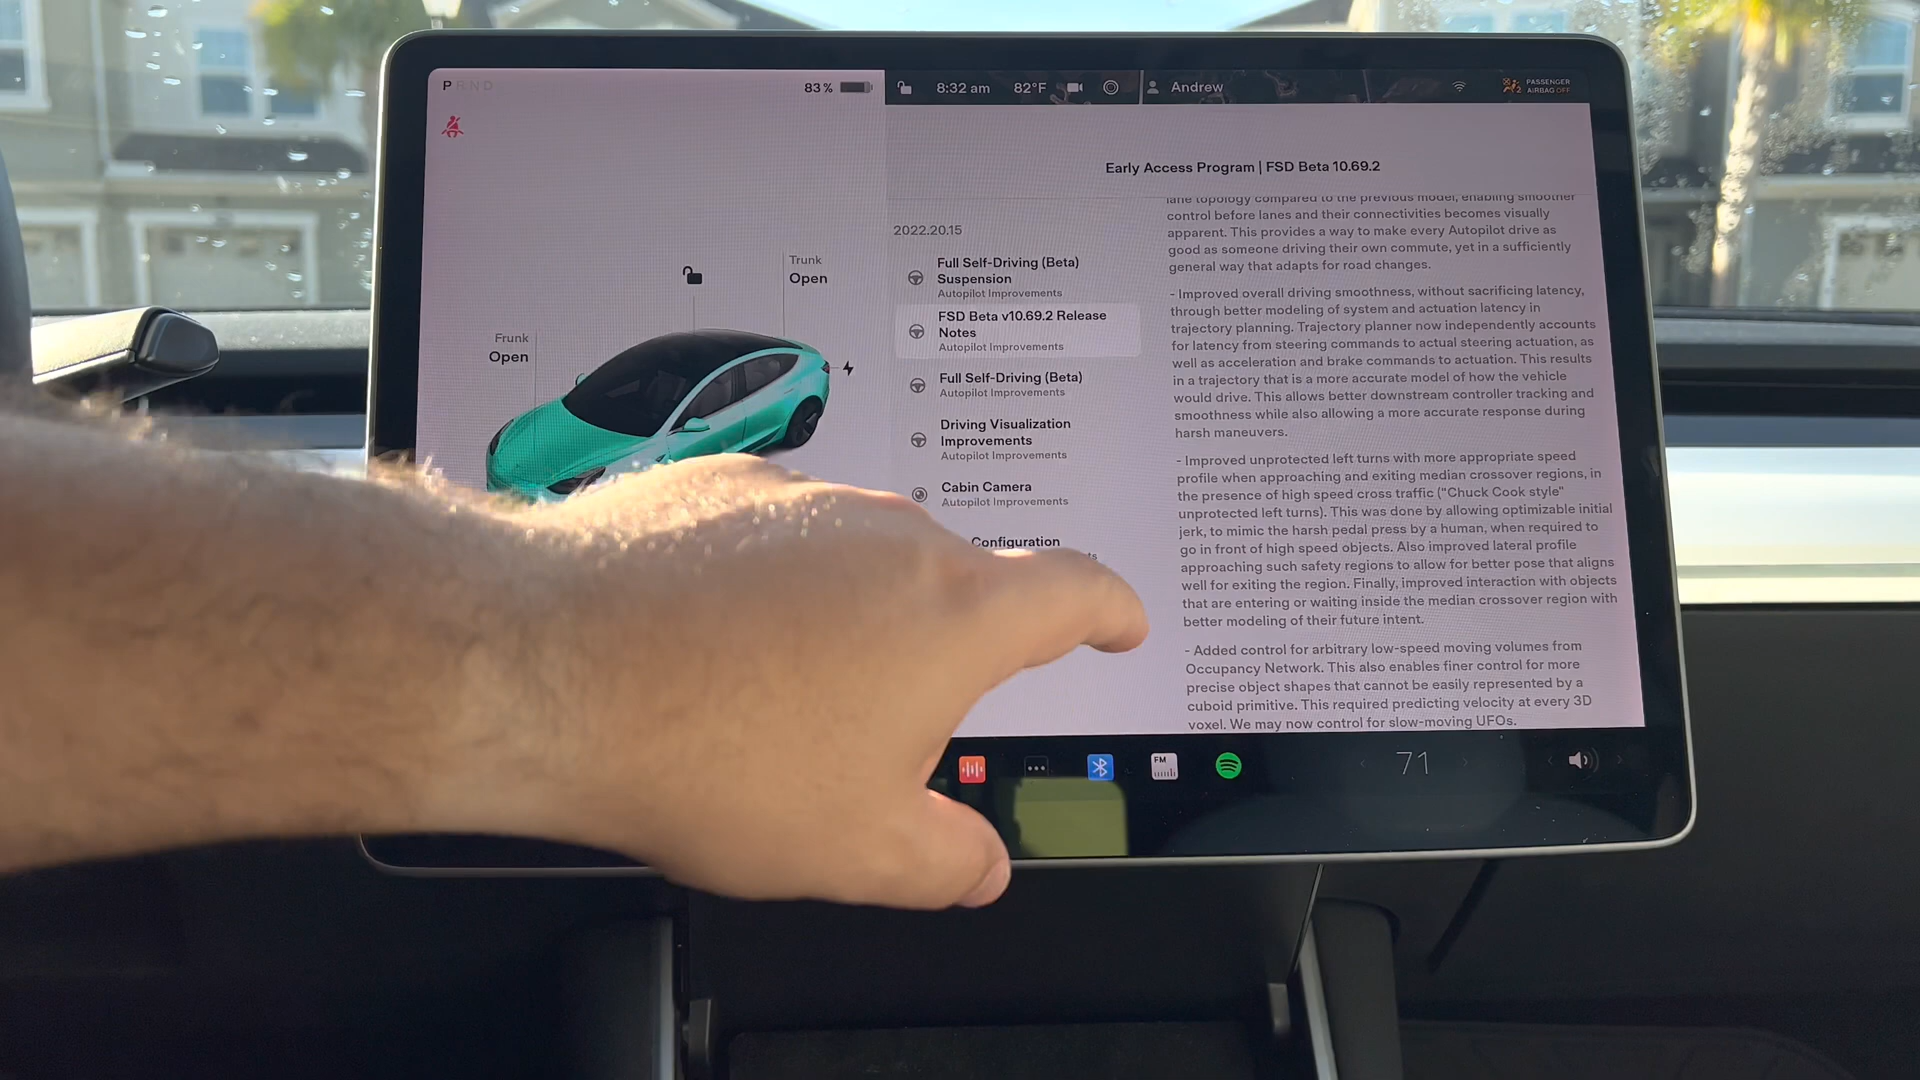 P R N D
83 %
8:32 am
82°F
Andrew
PASSENGER
AIRBAG OFF
Trunk
Open
Frunk
Open
Early Access Program | FSD Beta 10.69.2
2022.20.15
Full Self-Driving (Beta)
Suspension
Autopilot Improvements
FSD Beta v10.69.2 Release
Notes
Autopilot Improvements
Full Self-Driving (Beta)
Autopilot Improvements
Driving Visualization
Improvements
Autopilot Improvements
Cabin Camera
Autopilot Improvements
Configuration
lane topology compared to the previous model, enabling smoother
control before lanes and their connectivities becomes visually
apparent. This provides a way to make every Autopilot drive as
good as someone driving their own commute, yet in a sufficiently
general way that adapts for road changes.
- Improved overall driving smoothness, without sacrificing latency,
through better modeling of system and actuation latency in
trajectory planning. Trajectory planner now independently accounts
for latency from steering commands to actual steering actuation, as
well as acceleration and brake commands to actuation. This results
in a trajectory that is a more accurate model of how the vehicle
would drive. This allows better downstream controller tracking and
smoothness while also allowing a more accurate response during
harsh maneuvers.
- Improved unprotected left turns with more appropriate speed
profile when approaching and exiting median crossover regions, in
the presence of high speed cross traffic ("Chuck Cook style"
unprotected left turns). This was done by allowing optimizable initial
jerk, to mimic the harsh pedal press by a human, when required to
go in front of high speed objects. Also improved lateral profile
approaching such safety regions to allow for better pose that aligns
well for exiting the region. Finally, improved interaction with objects
that are entering or waiting inside the median crossover region with
better modeling of their future intent.
- Added control for arbitrary low-speed moving volumes from
Occupancy Network. This also enables finer control for more
precise object shapes that cannot be easily represented by a
cuboid primitive. This required predicting velocity at every 3D
voxel. We may now control for slow-moving UFOs.
FM
71